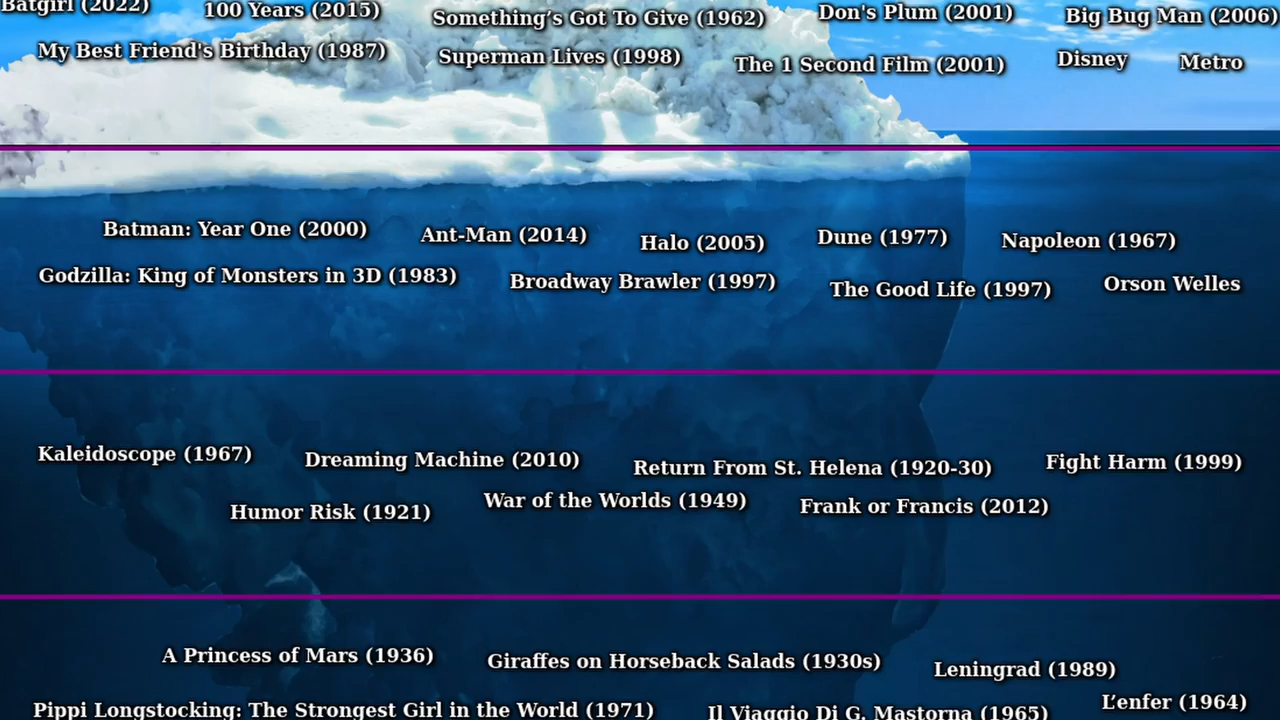 Batgirl (2022)
100 Years (2015)
Something's Got To Give (1962)
Don's Plum (2001)
Big Bug Man (2006)
My Best Friend's Birthday (1987)
Superman Lives (1998)
The 1 Second Film (2001)
Disney
Metro
Batman: Year One (2000)
Ant-Man (2014)
Halo (2005)
Dune (1977)
Napoleon (1967)
Godzilla: King of Monsters in 3D (1983)
Broadway Brawler (1997)
The Good Life (1997)
Orson Welles
Kaleidoscope (1967)
Dreaming Machine (2010)
Return From St. Helena (1920-30)
Fight Harm (1999)
Humor Risk (1921)
War of the Worlds (1949)
Frank or Francis (2012)
A Princess of Mars (1936)
Giraffes on Horseback Salads (1930s)
Leningrad (1989)
Pippi Longstocking: The Strongest Girl in the World (1971)
Il Viaggio Di G. Mastorna (1965)
L'enfer (1964)